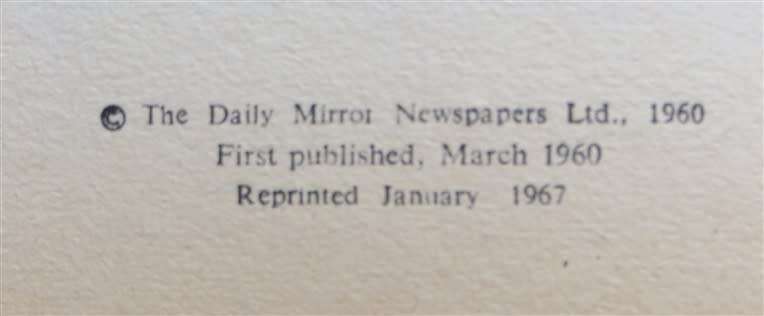 © The Daily Mirror Newspapers Ltd., 1960
First published, March 1960
Reprinted January 1967